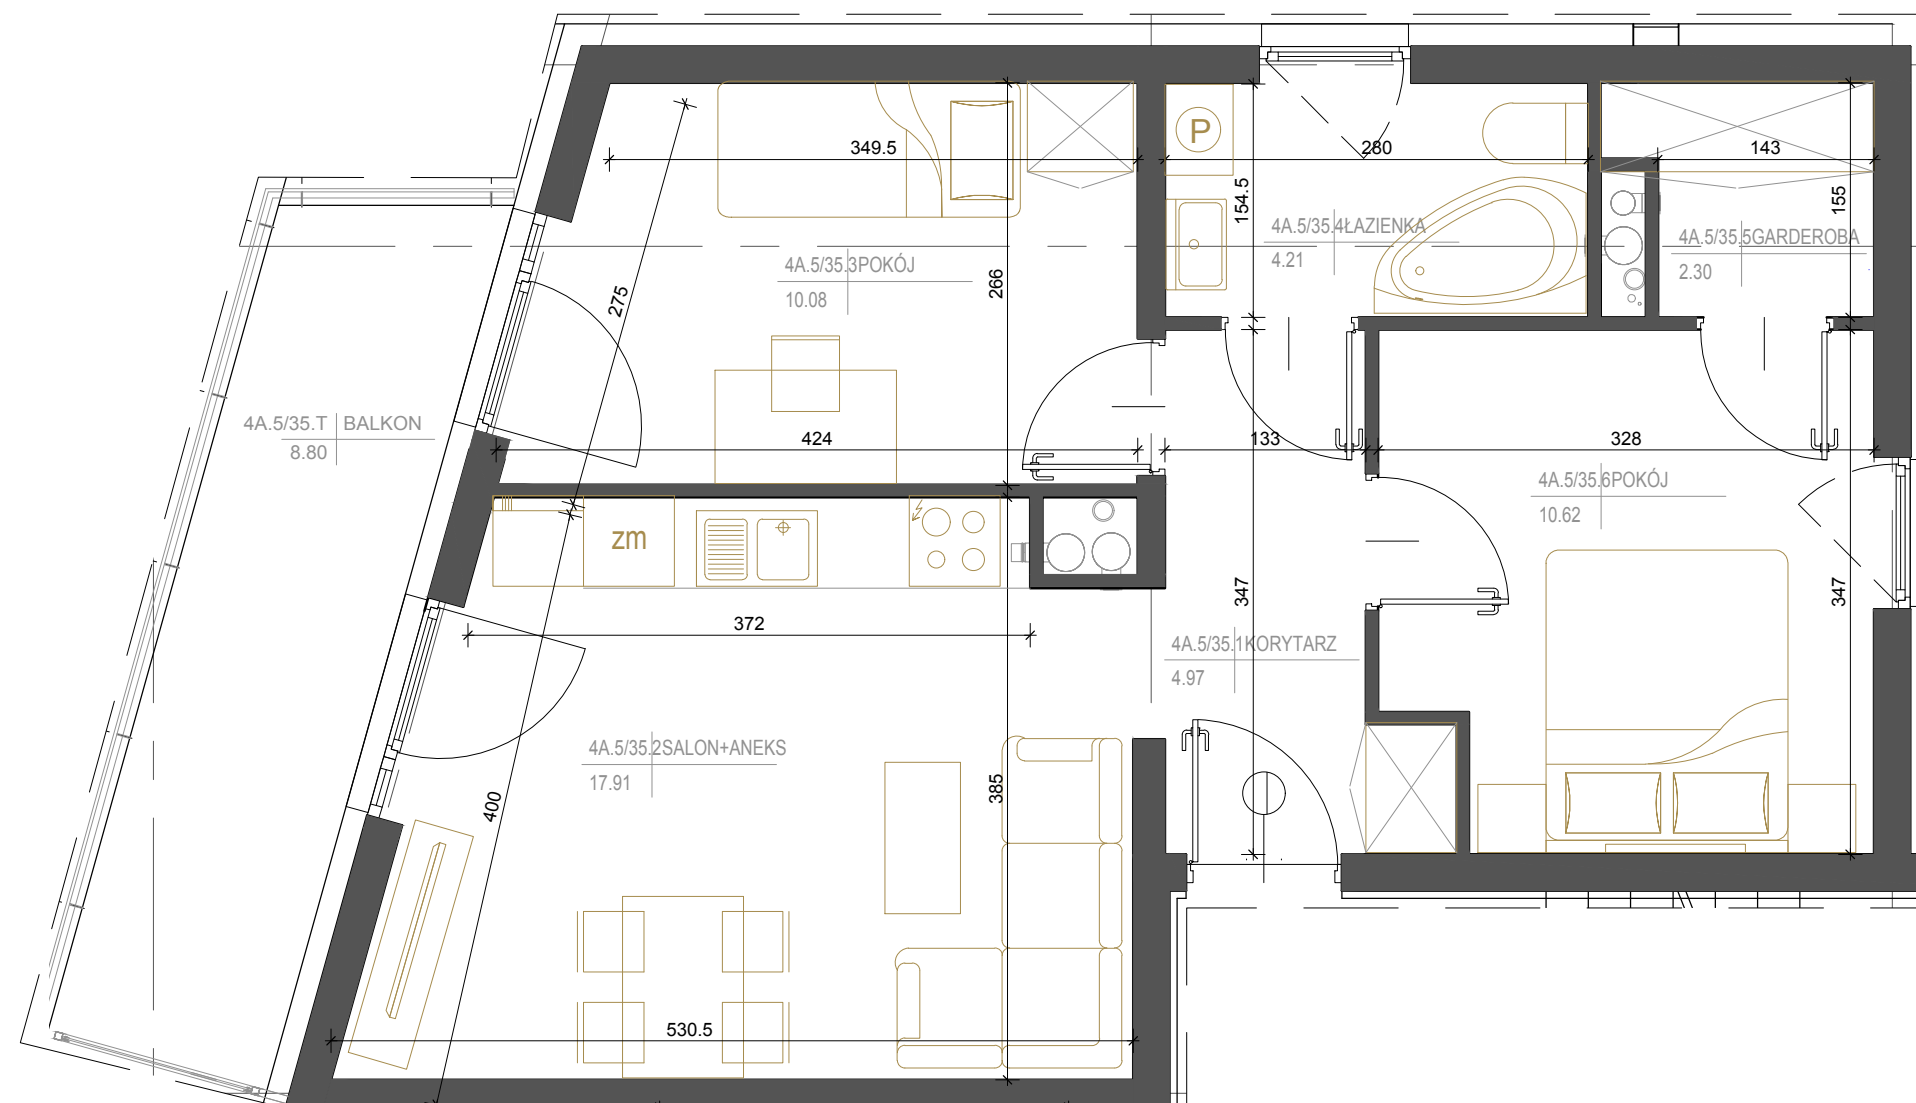 P
349.5
280
143
154.5
155
4A.5/35.4ŁAZIENKA
4.21
4A.5/35.5GARDEROBA
2.30
4A.5/35.3POKÓJ
10.08
266
275
4A.5/35.T BALKON
8.80
424
133
328
4A.5/35.6POKÓJ
10.62
zm
372
347
347
4A.5/35.1KORYTARZ
4.97
4A.5/35.2SALON+ANEKS
17.91
385
400
530.5